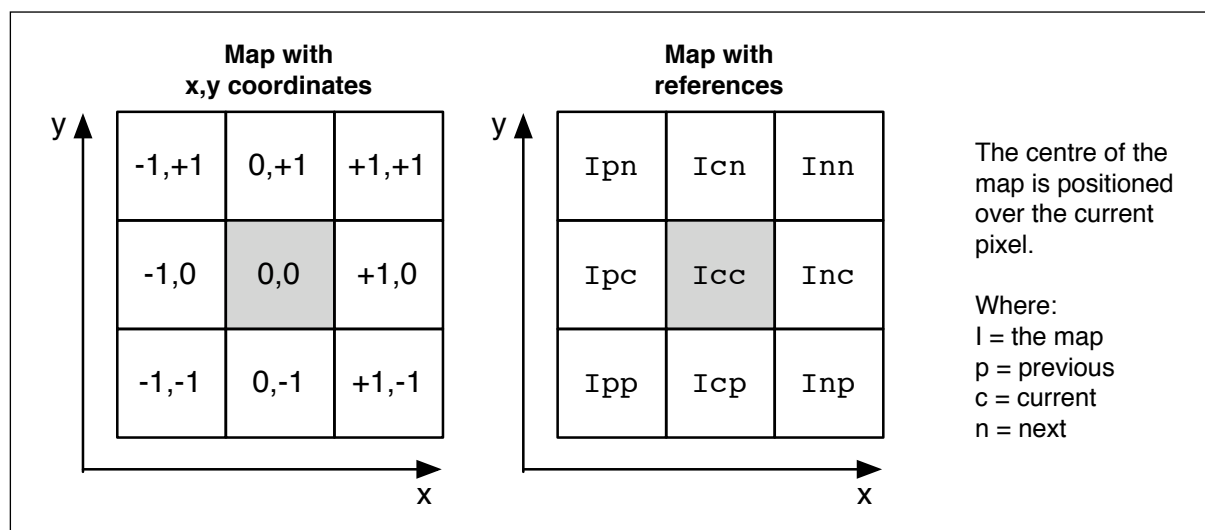 Map with
x,y coordinates
y
-1,+1 0,+1 +1,+1
-1,0 0,0 +1,0
-1,-1 0,-1 +1,-1
x
Map with
references
y
Ipn Icn Inn
Ipc Icc Inc
Ipp Icp Inp
x
The centre of the
map is positioned
over the current
pixel.
Where:
I = the map
p = previous
c = current
n = next